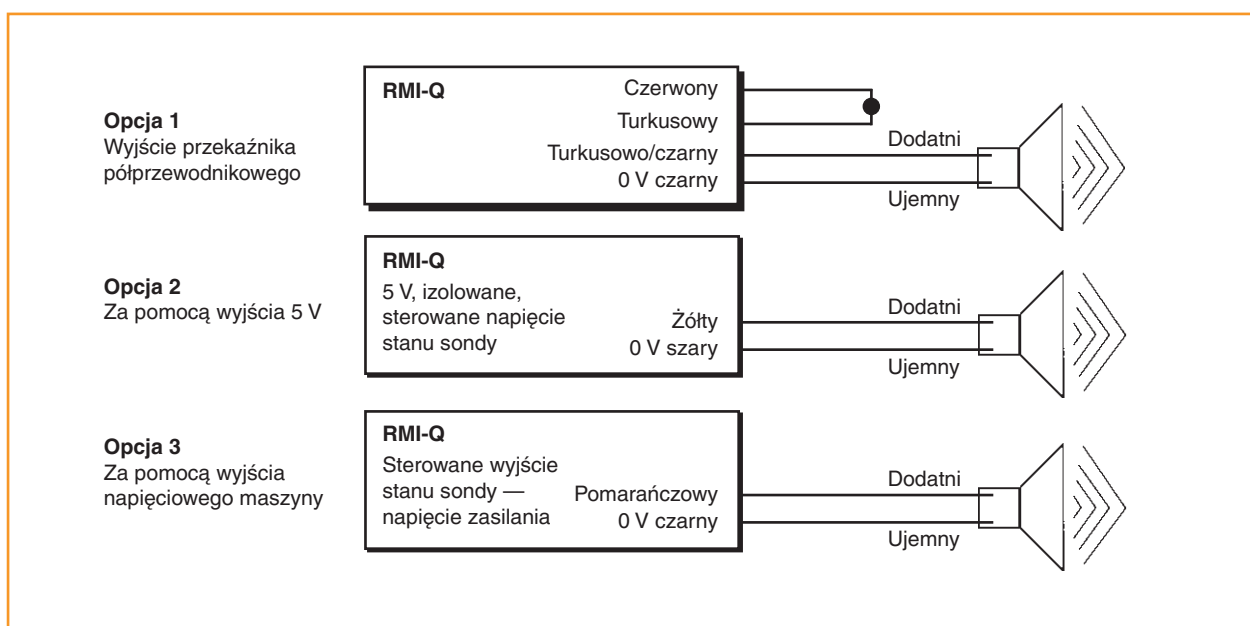 Opcja 1
Wyjście przekaźnika
półprzewodnikowego
RMI-Q
Czerwony
Turkusowy
Turkusowo/czarny
0 V czarny
Dodatni
Ujemny
Opcja 2
Za pomocą wyjścia 5 V
RMI-Q
5 V, izolowane,
sterowane napięcie
stanu sondy
Żółty
0 V szary
Dodatni
Ujemny
Opcja 3
Za pomocą wyjścia
napięciowego maszyny
RMI-Q
Sterowane wyjście
stanu sondy —
napięcie zasilania
Pomarańczowy
0 V czarny
Dodatni
Ujemny